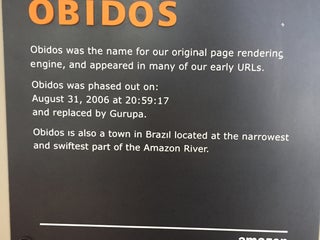 OBIDOS
Obidos was the name for our original page rendering
engine, and appeared in many of our early URLs.
Obidos was phased out on:
August 31, 2006 at 20:59:17
and replaced by Gurupa.
Obidos is also a town in Brazil located at the narrowest
and swiftest part of the Amazon River.
amazon